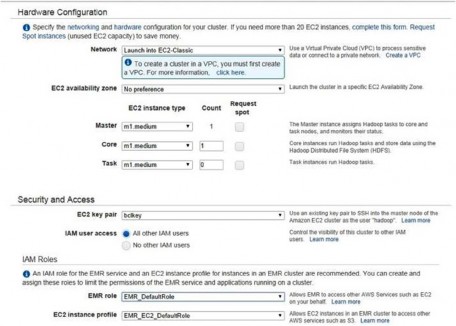 Hardware Configuration
Specify the networking and hardware configuration for your cluster. If you need more than 20 EC2 instances, complete this form. Request
Spot instances (unused EC2 capacity) to save money.
Network Launch into EC2-Classic Use a Virtual Private Cloud (VPC) to process sensitive
data or connect to a private network. Create a VPC
To create a cluster in a VPC, you must first create
a VPC. For more information, click here.
EC2 availability zone No preference Launch the cluster in a specific EC2 Availability Zone.
EC2 instance type Count Request
spot
Master m1.medium 1 The Master instance assigns Hadoop tasks to core and
task nodes, and monitors their status.
Core m1.medium 1 Core instances run Hadoop tasks and store data using the
Hadoop Distributed File System (HDFS).
Task m1.medium 0 Task instances run Hadoop tasks.
Security and Access
EC2 key pair bclkey Use an existing key pair to SSH into the master node of the
Amazon EC2 cluster as the user "hadoop". Learn more
IAM user access All other IAM users Control the visibility of this cluster to other IAM
users. Learn more
No other IAM users
IAM Roles
An IAM role for the EMR service and an EC2 instance profile for instances in an EMR cluster are recommended. You can create and
assign these roles to limit the permissions of the EMR service and applications running on a cluster.
EMR role EMR_DefaultRole Allows EMR to access other AWS Services such as EC2
on your behalf. Learn more
EC2 instance profile EMR_EC2_DefaultRole Allows EC2 instances in an EMR cluster to access other
AWS services such as S3. Learn more